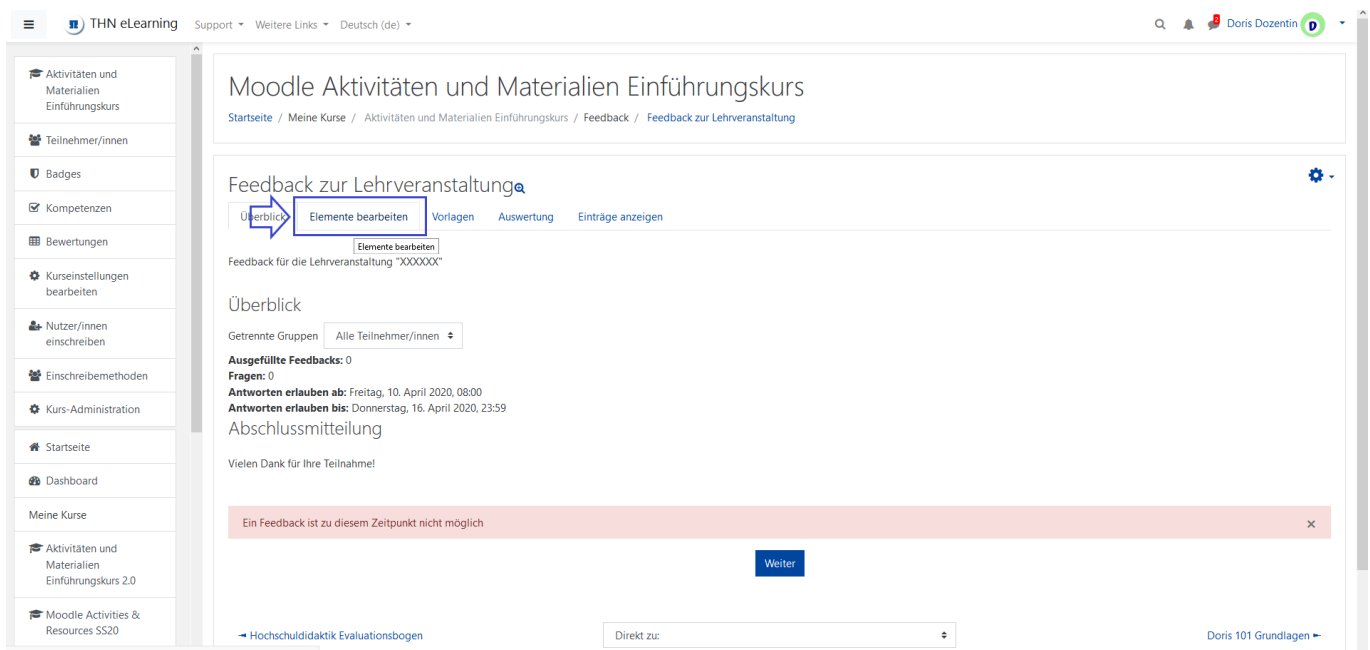 THN eLearning Support Weitere Links Deutsch (de) 2 Doris Dozentin D
Aktivitäten und
Materialien
Einführungskurs
Teilnehmer/innen
Badges
Kompetenzen
Bewertungen
Kurseinstellungen
bearbeiten
Nutzer/innen
einschreiben
Einschreibemethoden
Kurs-Administration
Startseite
Dashboard
Meine Kurse
Aktivitäten und
Materialien
Einführungskurs 2.0
Moodle Activities &
Resources SS20
Moodle Aktivitäten und Materialien Einführungskurs
Startseite / Meine Kurse / Aktivitäten und Materialien Einführungskurs / Feedback / Feedback zur Lehrveranstaltung
Feedback zur Lehrveranstaltung
Überblick Elemente bearbeiten Vorlagen Auswertung Einträge anzeigen
Elemente bearbeiten
Feedback für die Lehrveranstaltung "XXXXXX"
Überblick
Getrennte Gruppen Alle Teilnehmer/innen
Ausgefüllte Feedbacks: 0
Fragen: 0
Antworten erlauben ab: Freitag, 10. April 2020, 08:00
Antworten erlauben bis: Donnerstag, 16. April 2020, 23:59
Abschlussmitteilung
Vielen Dank für Ihre Teilnahme!
Ein Feedback ist zu diesem Zeitpunkt nicht möglich ×
Weiter
◄ Hochschuldidaktik Evaluationsbogen Direkt zu: Doris 101 Grundlagen ►